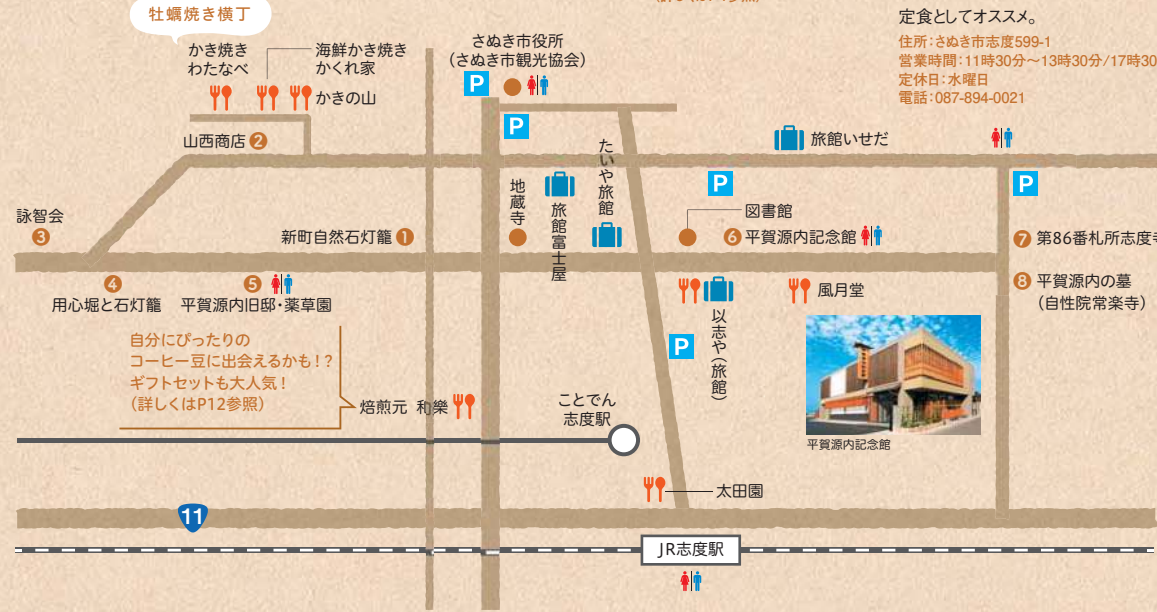 牡蠣焼き横丁
定食としてオススメ。
住所：さぬき市志度599-1
営業時間：11時30分〜13時30分/17時30
定休日：水曜日
電話：087-894-0021
かき焼き
わたなべ
海鮮かき焼き
かくれ家
かきの山
さぬき市役所
（さぬき市観光協会）
P
P
山西商店 2
旅館いせだ
たいや旅館
地蔵寺
旅館富士屋
P
P
図書館
詠智会
3
新町自然石灯籠 1
6 平賀源内記念館
7 第86番札所志度寺
4
用心堀と石灯籠
5
平賀源内旧邸・薬草園
風月堂
8 平賀源内の墓
（自性院常楽寺）
以志や（旅館）
P
自分にぴったりの
コーヒー豆に出会えるかも！？
ギフトセットも大人気！
（詳しくはP12参照）
焙煎元 和樂
ことでん
志度駅
平賀源内記念館
太田園
11
JR志度駅